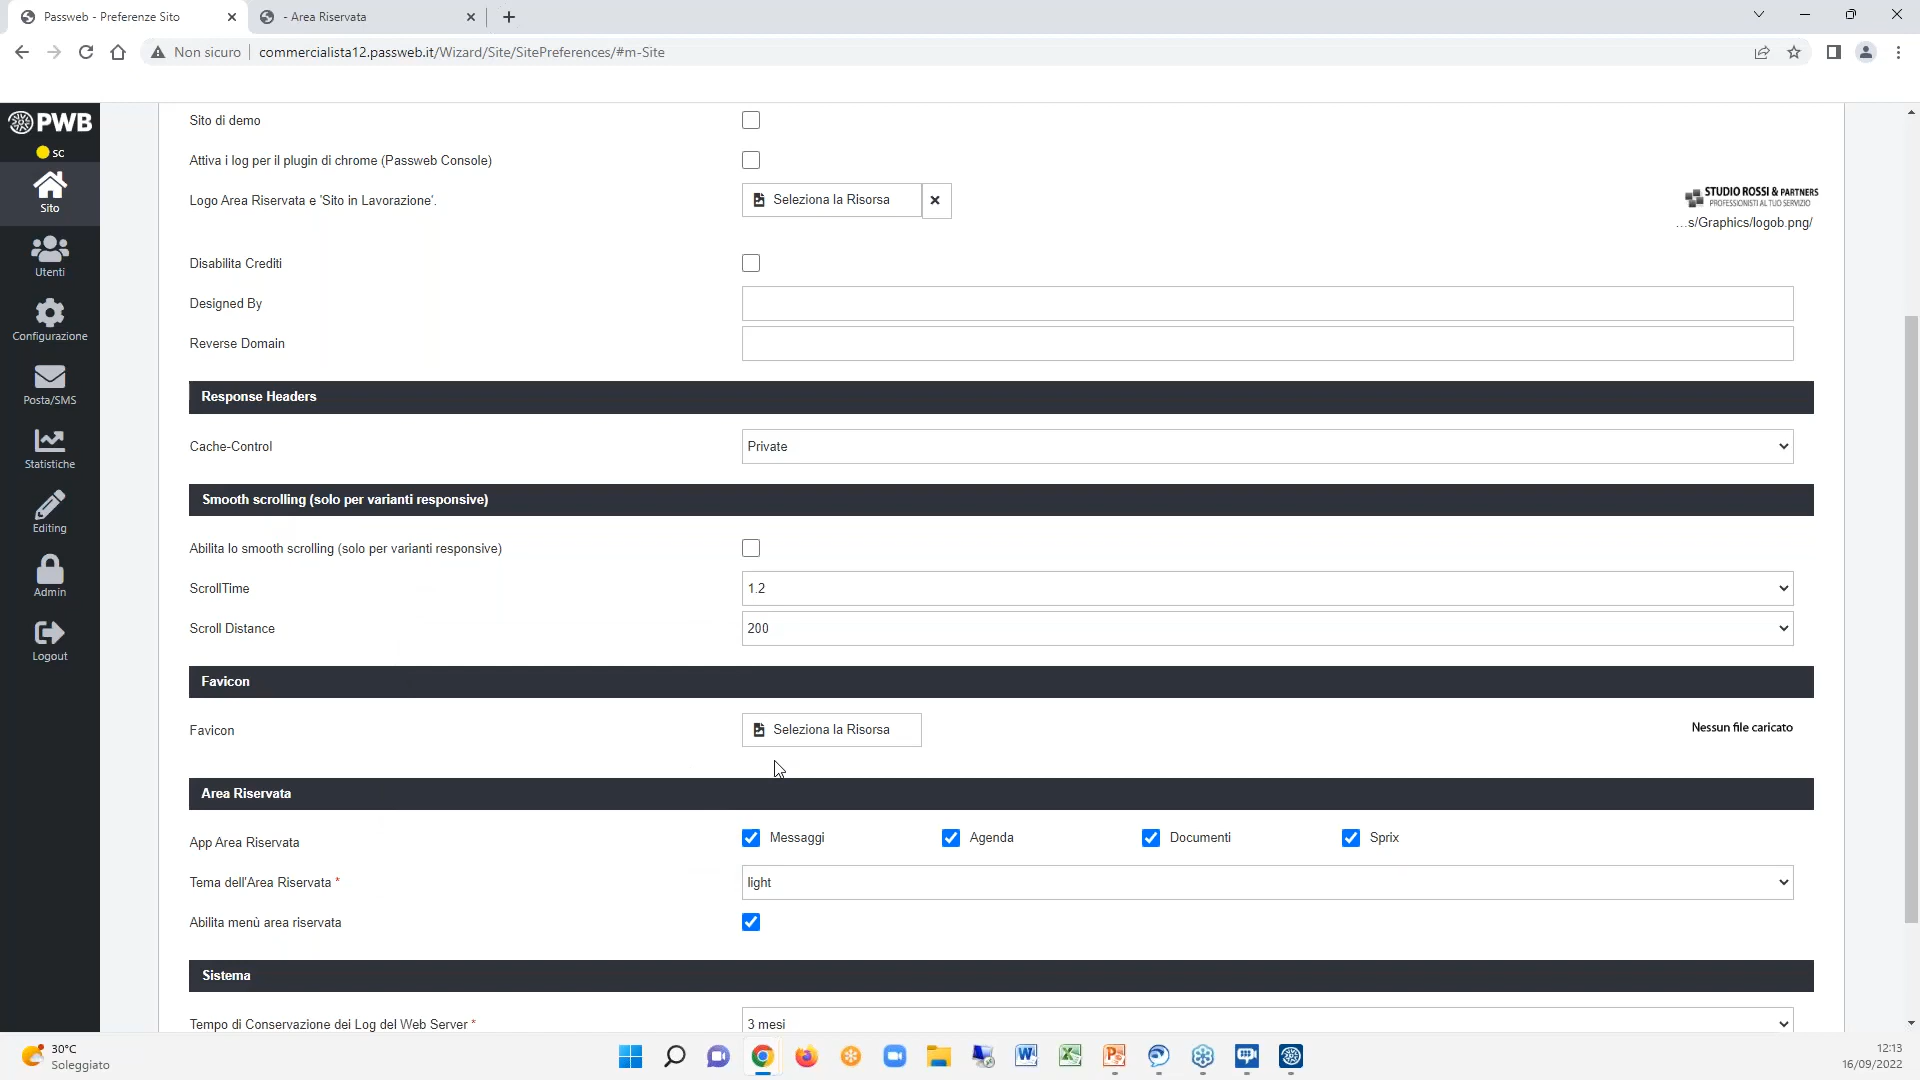 Passweb - Preferenze Sito
- Area Riservata
Non sicuro
commercialista12.passweb.it/Wizard/Site/SitePreferences/#m-Site
PWB
sc
Sito
Utenti
Configurazione
Posta/SMS
Statistiche
Editing
Admin
Logout
Sito di demo
Attiva i log per il plugin di chrome (Passweb Console)
Logo Area Riservata e 'Sito in Lavorazione'.
Seleziona la Risorsa
STUDIO ROSSI & PARTNERS
PROFESSIONISTI AL TUO SERVIZIO
...s/Graphics/logob.png/
Disabilita Crediti
Designed By
Reverse Domain
Response Headers
Cache-Control
Private
Smooth scrolling (solo per varianti responsive)
Abilita lo smooth scrolling (solo per varianti responsive)
ScrollTime
1.2
Scroll Distance
200
Favicon
Favicon
Seleziona la Risorsa
Nessun file caricato
Area Riservata
App Area Riservata
Messaggi
Agenda
Documenti
Sprix
Tema dell'Area Riservata *
light
Abilita menù area riservata
Sistema
Tempo di Conservazione dei Log del Web Server *
3 mesi
30°C
Soleggiato
12:13
16/09/2022